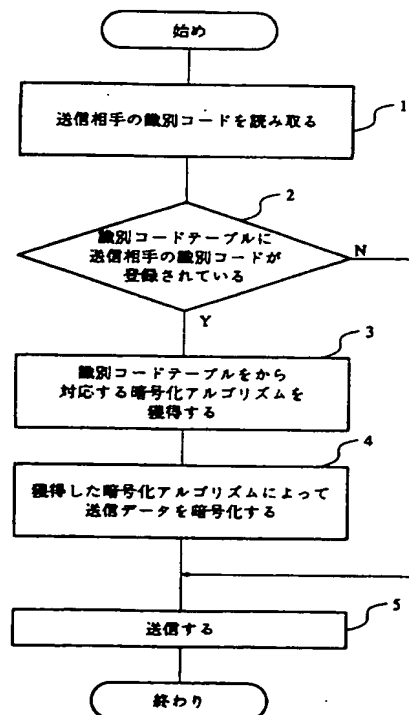 始め
送信相手の識別コードを読み取る
1
2
識別コードテーブルに
送信相手の識別コードが
登録されている
N
Y
3
識別コードテーブルをから
対応する暗号化アルゴリズムを
獲得する
4
獲得した暗号化アルゴリズムによって
送信データを暗号化する
5
送信する
終わり